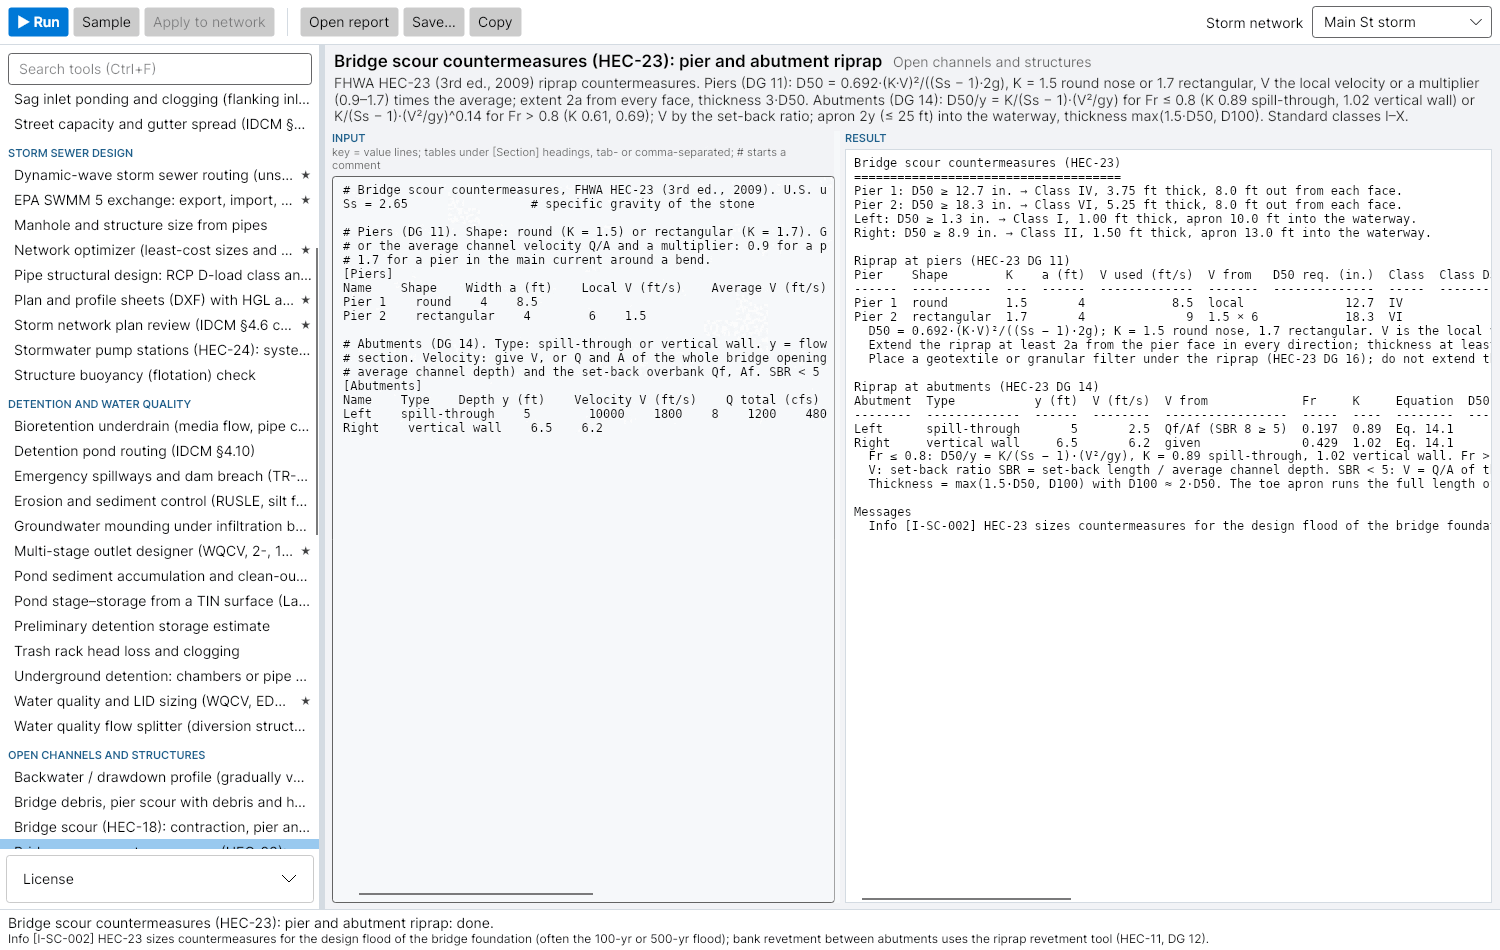 Run
Sample
Apply to network
Open report
Save...
Copy
Storm network
Main St storm
Search tools (Ctrl+F)
Sag inlet ponding and clogging (flanking inl...
Street capacity and gutter spread (IDCM §...
STORM SEWER DESIGN
Dynamic-wave storm sewer routing (uns... ★
EPA SWMM 5 exchange: export, import, ... ★
Manhole and structure size from pipes
Network optimizer (least-cost sizes and ... ★
Pipe structural design: RCP D-load class an...
Plan and profile sheets (DXF) with HGL a... ★
Storm network plan review (IDCM §4.6 c... ★
Stormwater pump stations (HEC-24): syste...
Structure buoyancy (flotation) check
DETENTION AND WATER QUALITY
Bioretention underdrain (media flow, pipe c...
Detention pond routing (IDCM §4.10)
Emergency spillways and dam breach (TR-...
Erosion and sediment control (RUSLE, silt f...
Groundwater mounding under infiltration b...
Multi-stage outlet designer (WQCV, 2-, 1... ★
Pond sediment accumulation and clean-ou...
Pond stage–storage from a TIN surface (La...
Preliminary detention storage estimate
Trash rack head loss and clogging
Underground detention: chambers or pipe ...
Water quality and LID sizing (WQCV, ED... ★
Water quality flow splitter (diversion struct...
OPEN CHANNELS AND STRUCTURES
Backwater / drawdown profile (gradually v...
Bridge debris, pier scour with debris and h...
Bridge scour (HEC-18): contraction, pier an...
License
Bridge scour countermeasures (HEC-23): pier and abutment riprap Open channels and structures
FHWA HEC-23 (3rd ed., 2009) riprap countermeasures. Piers (DG 11): D50 = 0.692·(K·V)²/((Ss − 1)·2g), K = 1.5 round nose or 1.7 rectangular, V the local velocity or a multiplier
(0.9–1.7) times the average; extent 2a from every face, thickness 3·D50. Abutments (DG 14): D50/y = K/(Ss − 1)·(V²/gy) for Fr ≤ 0.8 (K 0.89 spill-through, 1.02 vertical wall) or
K/(Ss − 1)·(V²/gy)^0.14 for Fr > 0.8 (K 0.61, 0.69); V by the set-back ratio; apron 2y (≤ 25 ft) into the waterway, thickness max(1.5·D50, D100). Standard classes I–X.
INPUT
key = value lines; tables under [Section] headings, tab- or comma-separated; # starts a
comment
# Bridge scour countermeasures, FHWA HEC-23 (3rd ed., 2009). U.S. u
Ss = 2.65 # specific gravity of the stone
# Piers (DG 11). Shape: round (K = 1.5) or rectangular (K = 1.7). G
# or the average channel velocity Q/A and a multiplier: 0.9 for a p
# 1.7 for a pier in the main current around a bend.
[Piers]
Name Shape Width a (ft) Local V (ft/s) Average V (ft/s)
Pier 1 round 4 8.5
Pier 2 rectangular 4 6 1.5
# Abutments (DG 14). Type: spill-through or vertical wall. y = flow
# section. Velocity: give V, or Q and A of the whole bridge opening
# average channel depth) and the set-back overbank Qf, Af. SBR < 5
[Abutments]
Name Type Depth y (ft) Velocity V (ft/s) Q total (cfs)
Left spill-through 5 10000 1800 8 1200 480
Right vertical wall 6.5 6.2
RESULT
Bridge scour countermeasures (HEC-23)
=====================================
Pier 1: D50 ≥ 12.7 in. → Class IV, 3.75 ft thick, 8.0 ft out from each face.
Pier 2: D50 ≥ 18.3 in. → Class VI, 5.25 ft thick, 8.0 ft out from each face.
Left: D50 ≥ 1.3 in. → Class I, 1.00 ft thick, apron 10.0 ft into the waterway.
Right: D50 ≥ 8.9 in. → Class II, 1.50 ft thick, apron 13.0 ft into the waterway.
Riprap at piers (HEC-23 DG 11)
Pier Shape K a (ft) V used (ft/s) V from D50 req. (in.) Class Class D
------ ----------- --- ------ ------------- ------- -------------- ----- -------
Pier 1 round 1.5 4 8.5 local 12.7 IV
Pier 2 rectangular 1.7 4 9 1.5 × 6 18.3 VI
D50 = 0.692·(K·V)²/((Ss − 1)·2g); K = 1.5 round nose, 1.7 rectangular. V is the local
Extend the riprap at least 2a from the pier face in every direction; thickness at leas
Place a geotextile or granular filter under the riprap (HEC-23 DG 16); do not extend t
Riprap at abutments (HEC-23 DG 14)
Abutment Type y (ft) V (ft/s) V from Fr K Equation D50
-------- ------------- ------ -------- ----------------- ----- ---- -------- ---
Left spill-through 5 2.5 Qf/Af (SBR 8 ≥ 5) 0.197 0.89 Eq. 14.1
Right vertical wall 6.5 6.2 given 0.429 1.02 Eq. 14.1
Fr ≤ 0.8: D50/y = K/(Ss − 1)·(V²/gy), K = 0.89 spill-through, 1.02 vertical wall. Fr >
V: set-back ratio SBR = set-back length / average channel depth. SBR < 5: V = Q/A of t
Thickness = max(1.5·D50, D100) with D100 ≈ 2·D50. The toe apron runs the full length o
Messages
Info [I-SC-002] HEC-23 sizes countermeasures for the design flood of the bridge founda
Bridge scour countermeasures (HEC-23): pier and abutment riprap: done.
Info [I-SC-002] HEC-23 sizes countermeasures for the design flood of the bridge foundation (often the 100-yr or 500-yr flood); bank revetment between abutments uses the riprap revetment tool (HEC-11, DG 12).